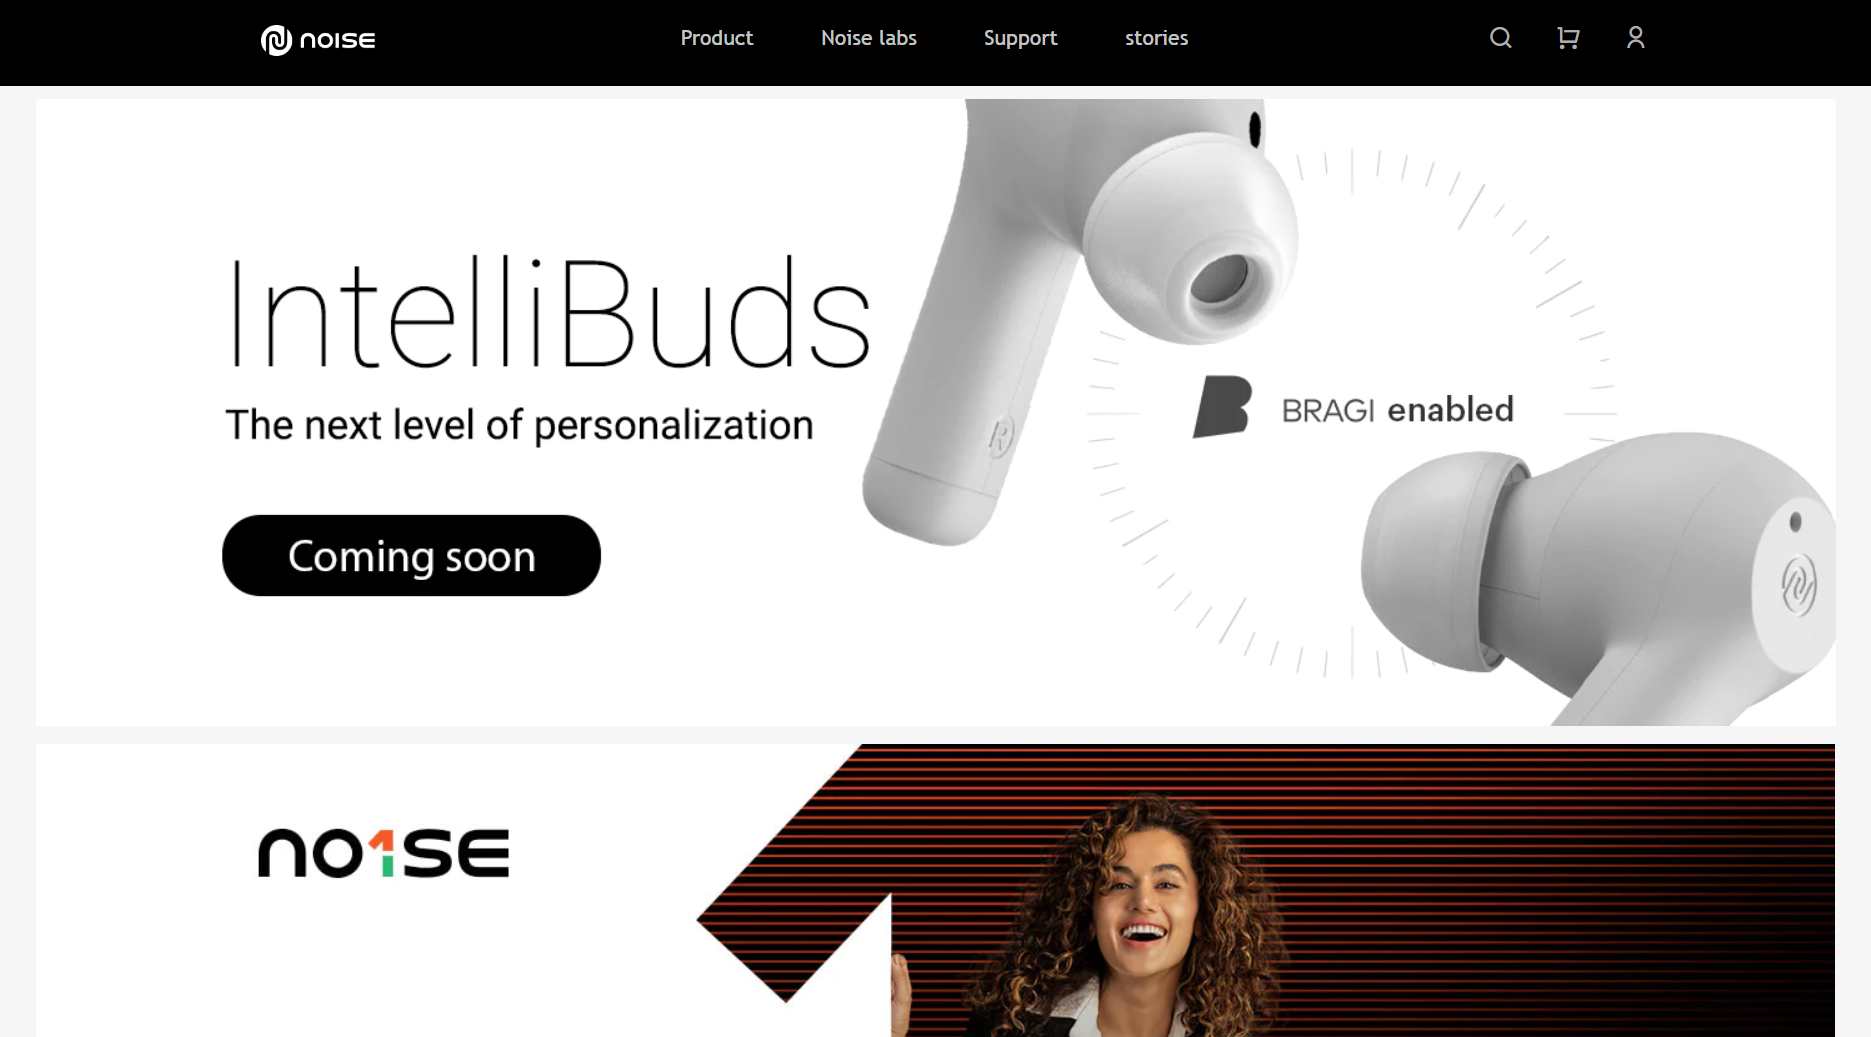 NOISE
Product
Noise labs
Support
stories
IntelliBuds
The next level of personalization
Coming soon
R
BRAGI enabled
NO1SE